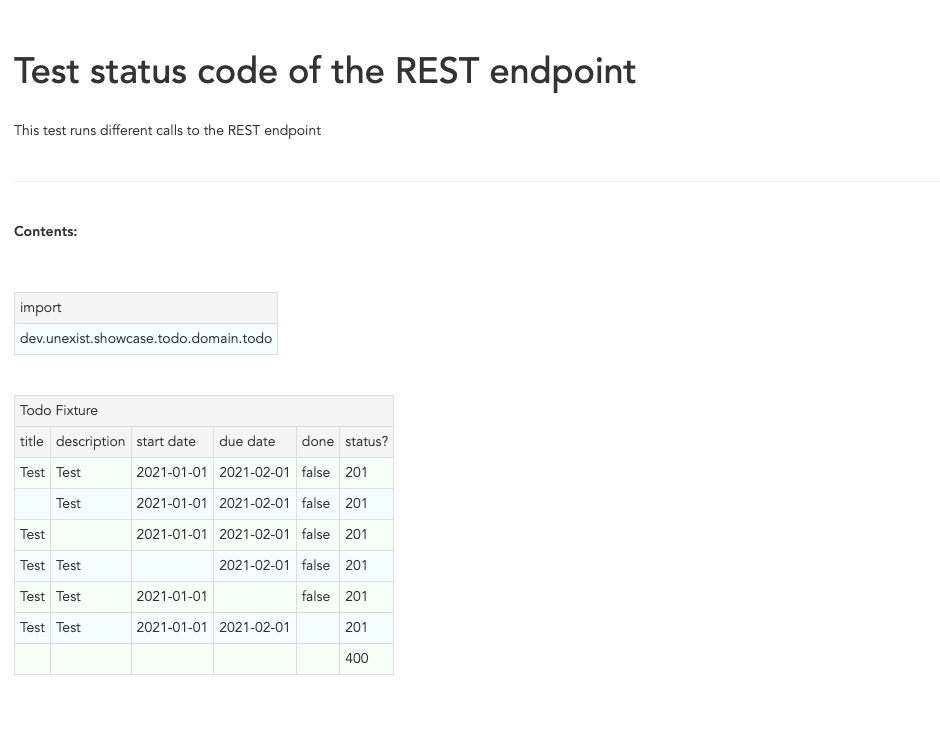 Test status code of the REST endpoint
This test runs different calls to the REST endpoint
Contents:
import
dev.unexist.showcase.todo.domain.todo
Todo Fixture
title description start date due date done status?
Test Test 2021-01-01 2021-02-01 false 201
Test 2021-01-01 2021-02-01 false 201
Test 2021-01-01 2021-02-01 false 201
Test Test 2021-02-01 false 201
Test Test 2021-01-01 false 201
Test Test 2021-01-01 2021-02-01 201
400